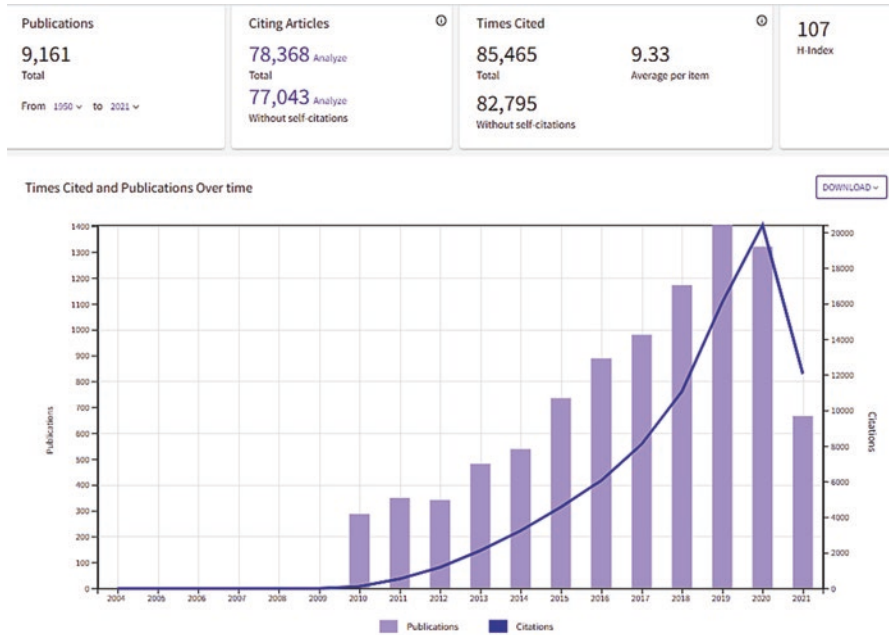 Publications
9,161
Total
From 1950 to 2021
Citing Articles
78,368 Analyze
Total
77,043 Analyze
Without self-citations
Times Cited
85,465
Total
9.33
Average per item
82,795
Without self-citations
107
H-Index
Times Cited and Publications Over time
DOWNLOAD
1400
1300
1200
1100
1000
900
800
700
600
500
400
300
200
100
0
Publications
20000
18000
16000
14000
12000
10000
8000
6000
4000
2000
0
Citations
2004 2005 2006 2007 2008 2009 2010 2011 2012 2013 2014 2015 2016 2017 2018 2019 2020 2021
Publications Citations